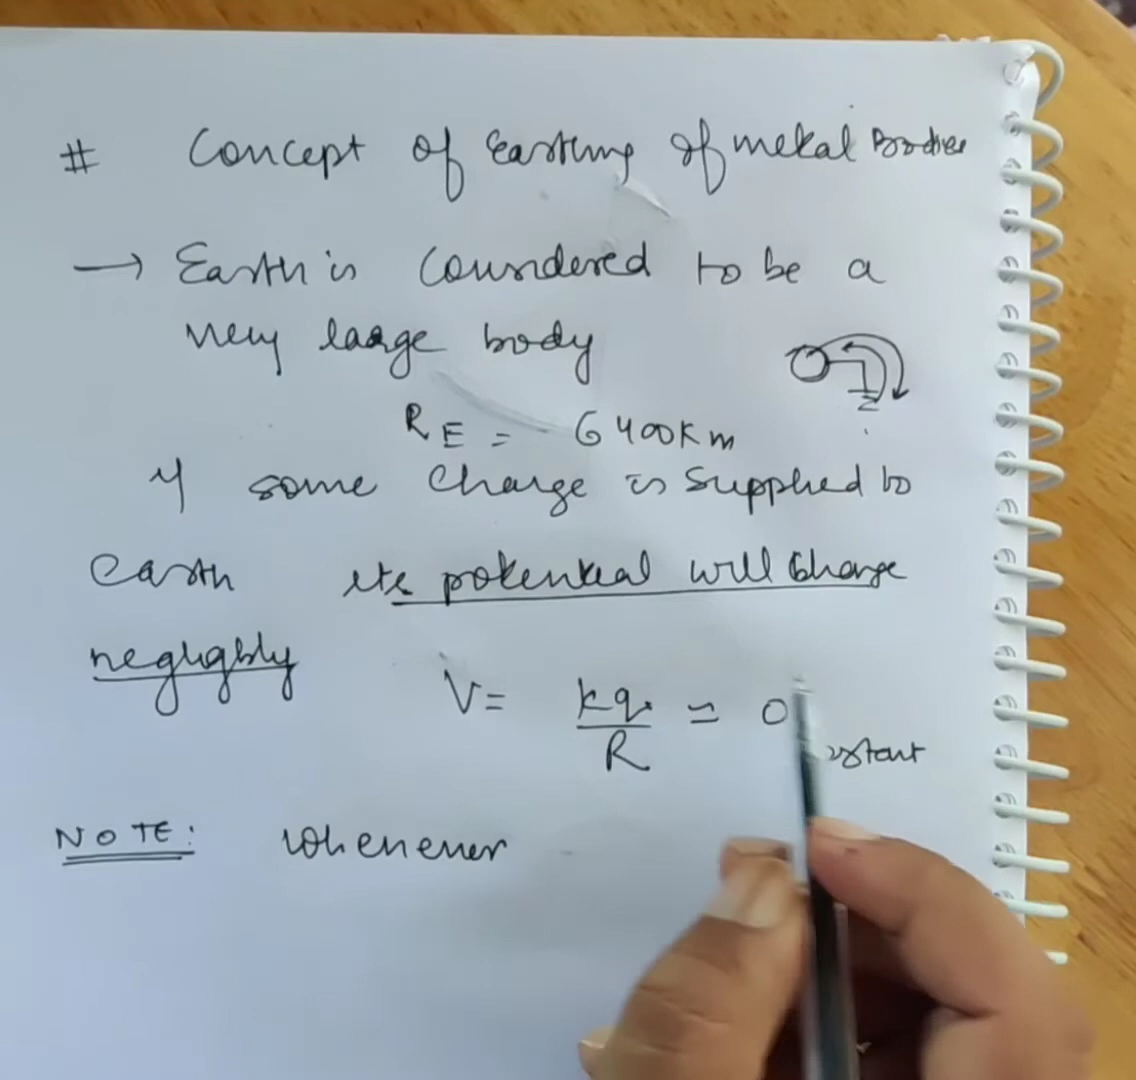 # Concept of Earthing of metal Bodies
→ Earth is considered to be a
very large body
R_E = 6400Km
If some charge is supplied to
earth its potential will change
negligibly V = kq/R ≃ 0
NOTE: whenever